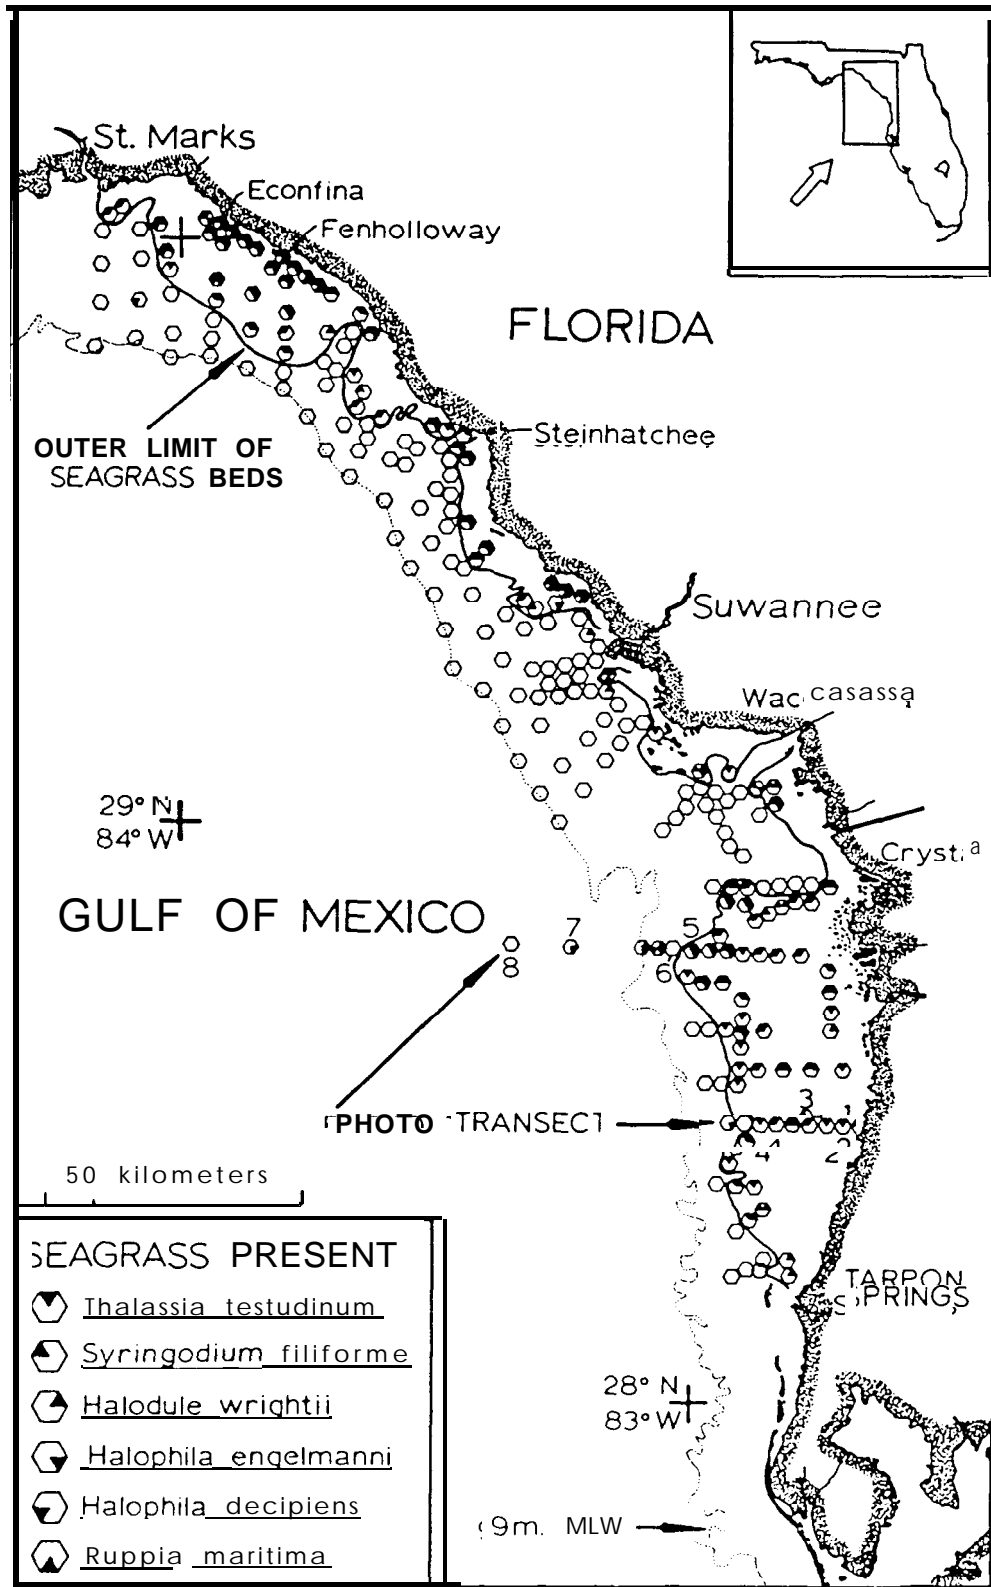 St. Marks
Econfina
Fenholloway
FLORIDA
OUTER LIMIT OF
SEAGRASS BEDS
Steinhatchee
Suwannee
Waccasassa
29° N
84° W
Crysta
GULF OF MEXICO
7
5
8
6
3
1
PHOTO TRANSECT
4
2
50 kilometers
SEAGRASS PRESENT
Thalassia testudinum
Syringodium filiforme
Halodule wrightii
Halophila engelmanni
Halophila decipiens
Ruppia maritima
TARPON
SPRINGS
28° N
83° W
9m. MLW